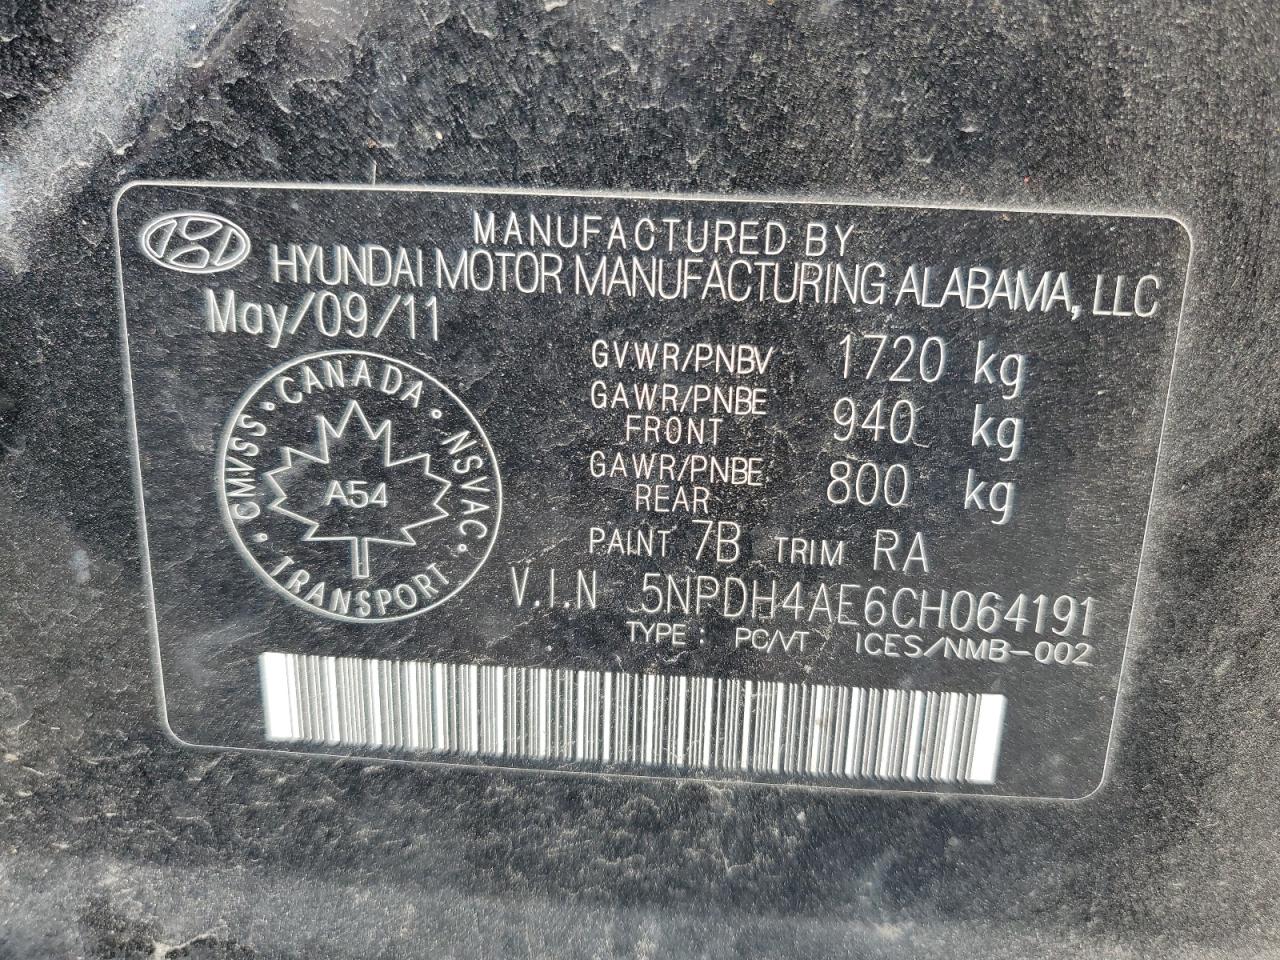 MANUFACTURED BY
HYUNDAI MOTOR MANUFACTURING ALABAMA, LLC
May/09/11
GVWR/PNBV 1720 kg
GAWR/PNBE FRONT 940 kg
GAWR/PNBE REAR 800 kg
CANADA · NSVAC · TRANSPORT · CMVSS ·
A54
PAINT 7B TRIM RA
V.I.N 5NPDH4AE6CH064191
TYPE: PC/VT ICES/NMB-002